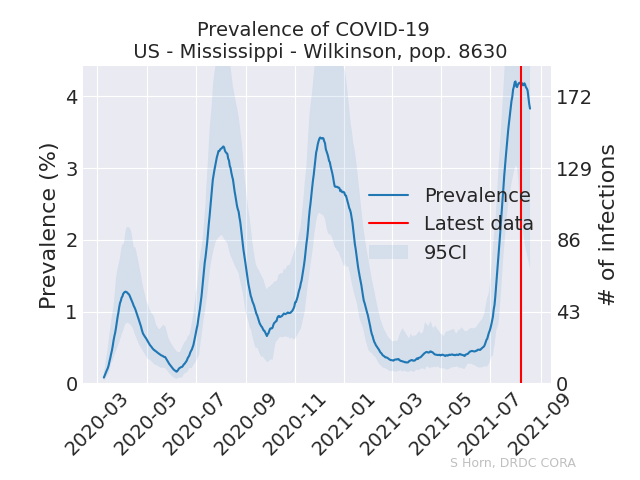 Prevalence of COVID-19
US - Mississippi - Wilkinson, pop. 8630
Prevalence (%)
4
3
2
1
0
172
129
86
43
0
# of infections
Prevalence
Latest data
95CI
2020-03
2020-05
2020-07
2020-09
2020-11
2021-01
2021-03
2021-05
2021-07
2021-09
S Horn, DRDC CORA